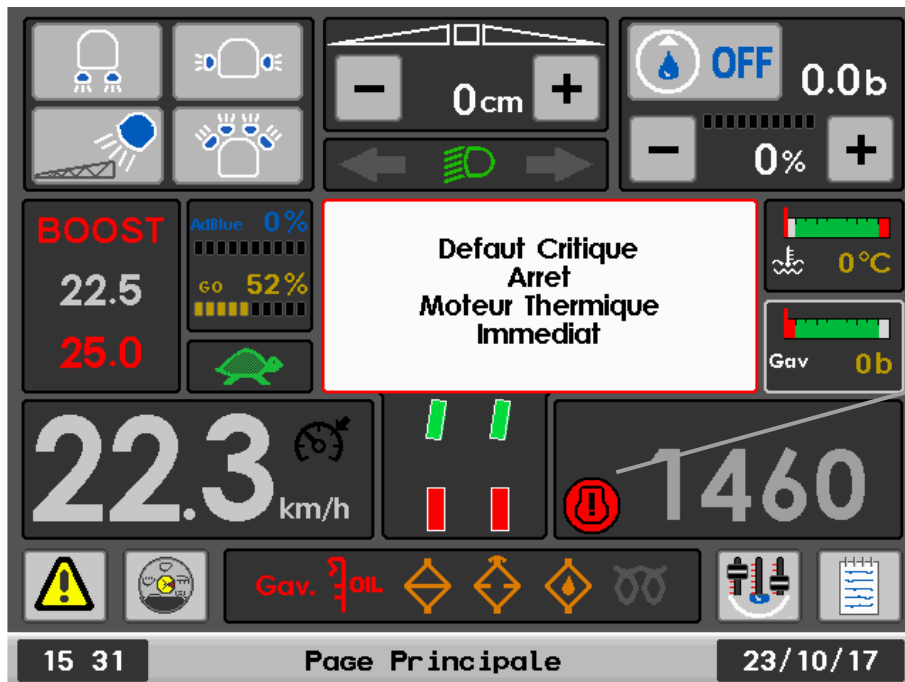 OFF
0.0b
0cm
0%
BOOST
22.5
25.0
AdBlue 0%
GO 52%
Defaut Critique
Arret
Moteur Thermique
Immediat
0°C
Gav 0b
22.3 km/h
1460
Gav. OIL
15 31
Page Principale
23/10/17